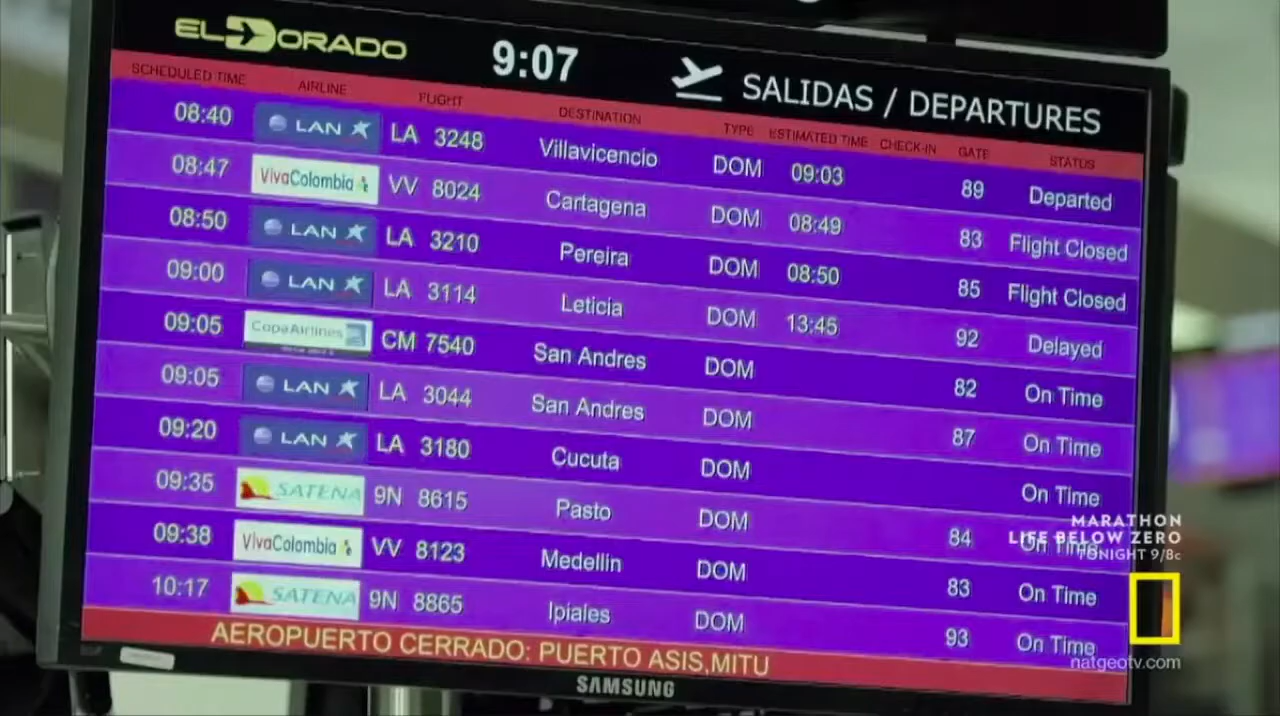 EL DORADO 9:07 SALIDAS / DEPARTURES
SCHEDULED TIME AIRLINE FLIGHT DESTINATION TYPE ESTIMATED TIME CHECK-IN GATE STATUS
08:40 LAN LA 3248 Villavicencio DOM 09:03 89 Departed
08:47 VivaColombia VV 8024 Cartagena DOM 08:49 83 Flight Closed
08:50 LAN LA 3210 Pereira DOM 08:50 85 Flight Closed
09:00 LAN LA 3114 Leticia DOM 13:45 92 Delayed
09:05 CopaAirlines CM 7540 San Andres DOM 82 On Time
09:05 LAN LA 3044 San Andres DOM 87 On Time
09:20 LAN LA 3180 Cucuta DOM On Time
09:35 SATENA 9N 8615 Pasto DOM 84 On Time
09:38 VivaColombia VV 8123 Medellin DOM 83 On Time
10:17 SATENA 9N 8865 Ipiales DOM 93 On Time
AEROPUERTO CERRADO: PUERTO ASIS,MITU
SAMSUNG
MARATHON
LIFE BELOW ZERO
TONIGHT 9/8c
natgeotv.com